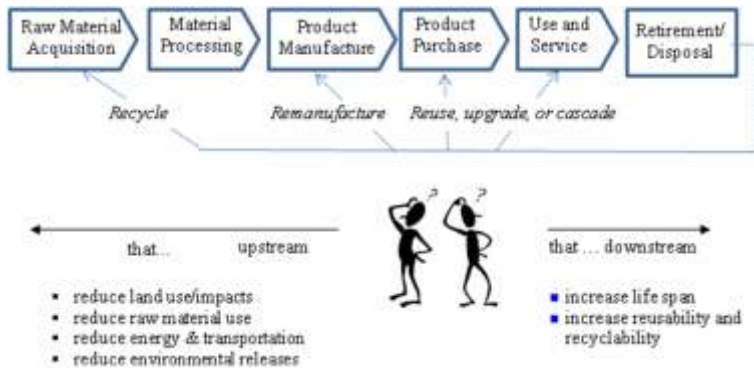 Raw Material
Acquisition
Material
Processing
Product
Manufacture
Product
Purchase
Use and
Service
Retirement/
Disposal
Recycle
Remanufacture
Reuse, upgrade, or cascade
?
?
that...
upstream
that ... downstream
▪ reduce land use/impacts
▪ reduce raw material use
▪ reduce energy & transportation
▪ reduce environmental releases
▪ increase life span
▪ increase reusability and
recyclability